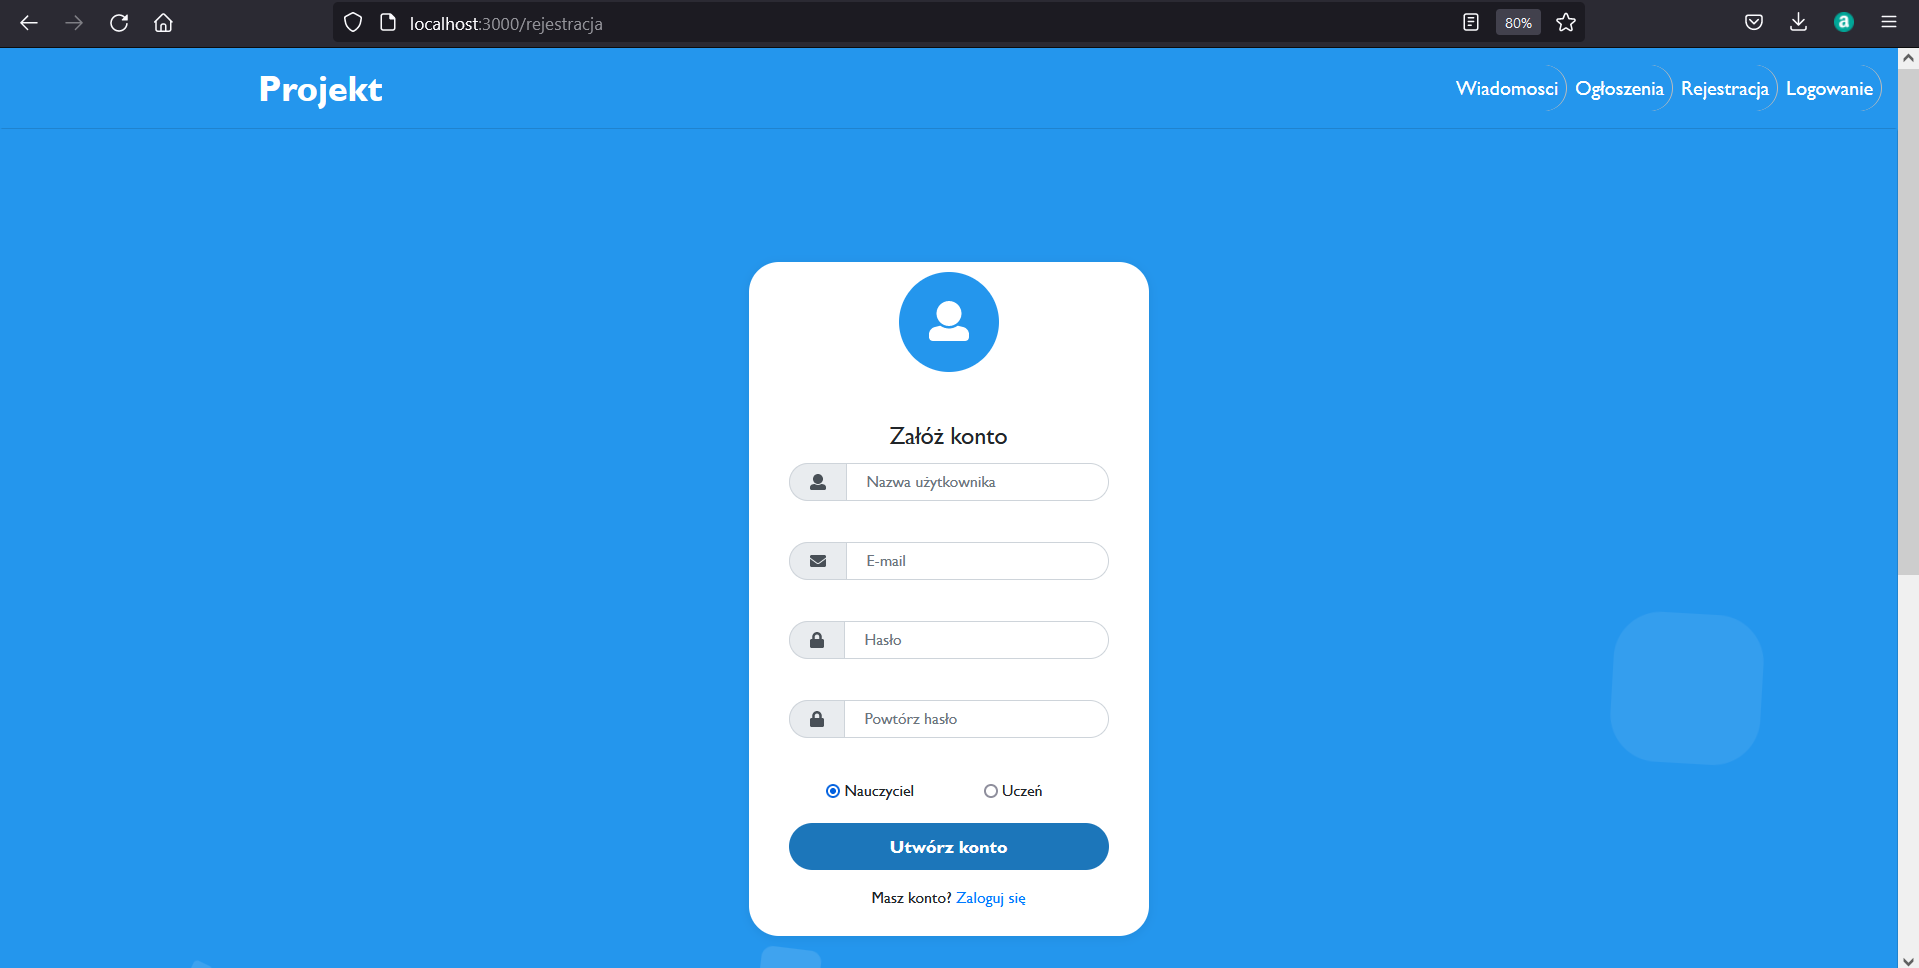 localhost:3000/rejestracja
80%
a
Projekt
Wiadomosci Ogłoszenia Rejestracja Logowanie
Załóż konto
Nazwa użytkownika
E-mail
Hasło
Powtórz hasło
Nauczyciel Uczeń
Utwórz konto
Masz konto? Zaloguj się